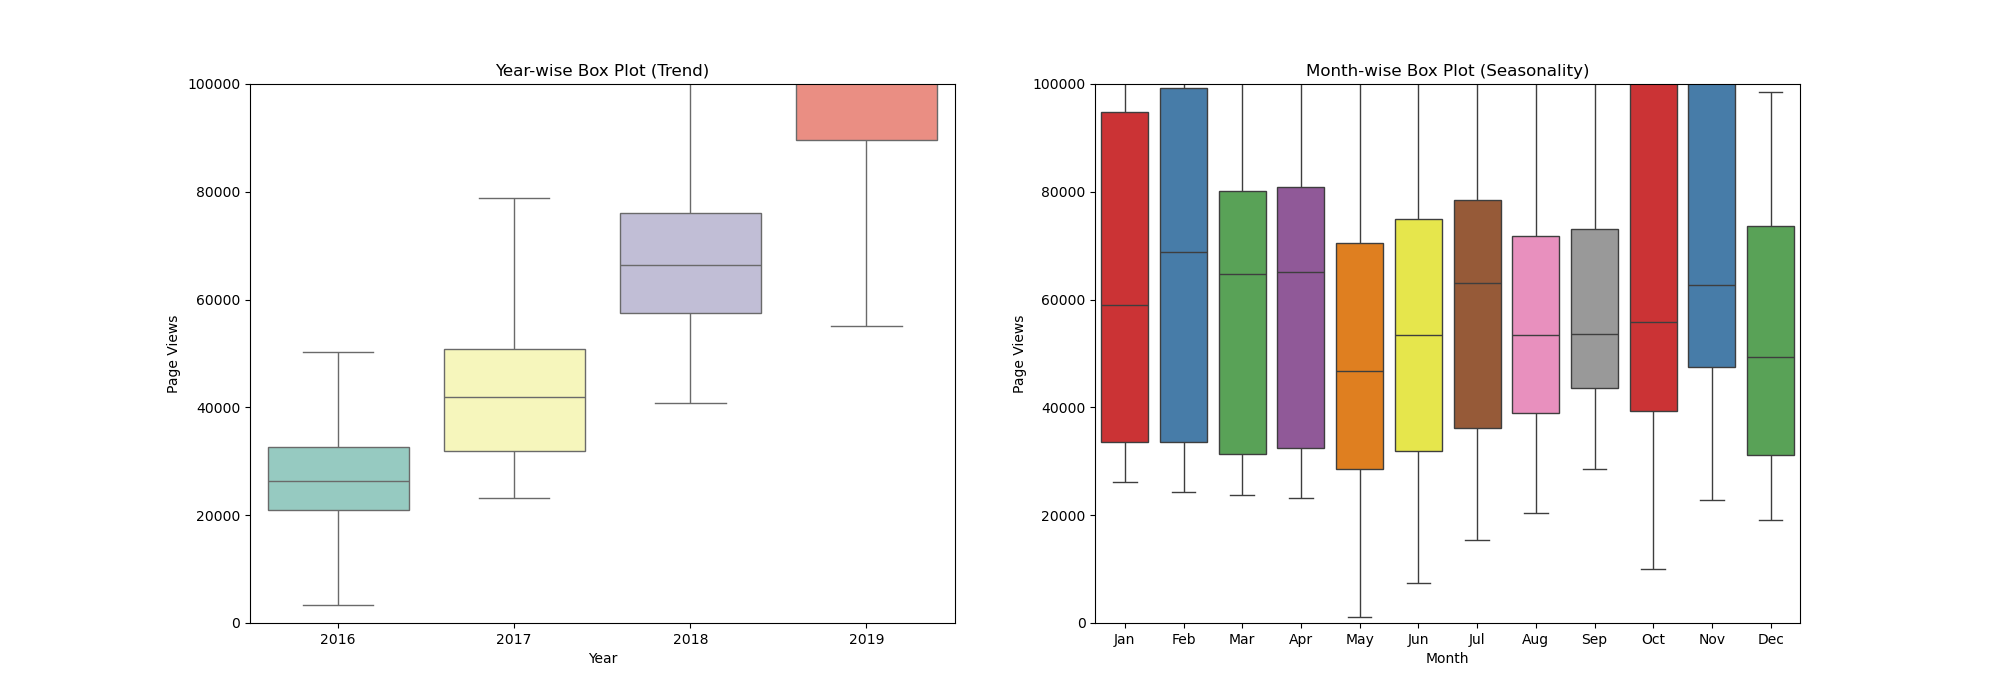 Year-wise Box Plot (Trend)
100000
80000
60000
40000
20000
0
Page Views
2016 2017 2018 2019
Year
Month-wise Box Plot (Seasonality)
100000
80000
60000
40000
20000
0
Page Views
Jan Feb Mar Apr May Jun Jul Aug Sep Oct Nov Dec
Month